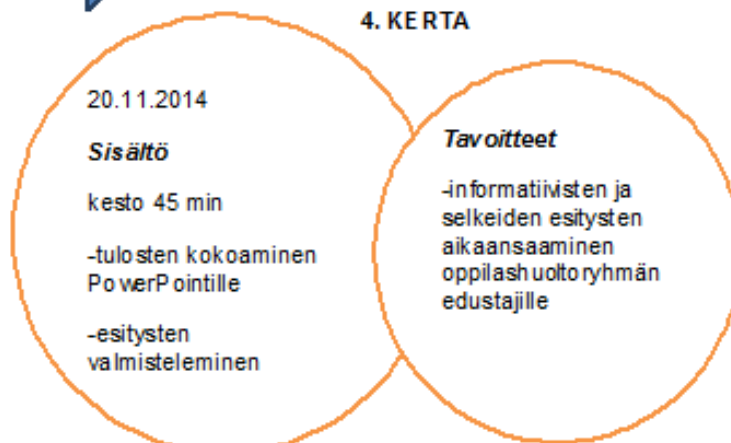 4. KERTA
20.11.2014
Sisältö
kesto 45 min
-tulosten kokoaminen
PowerPointille
-esitysten
valmisteleminen
Tavoitteet
-informatiivisten ja
selkeiden esitysten
aikaansaaminen
oppilashuoltoryhmän
edustajille